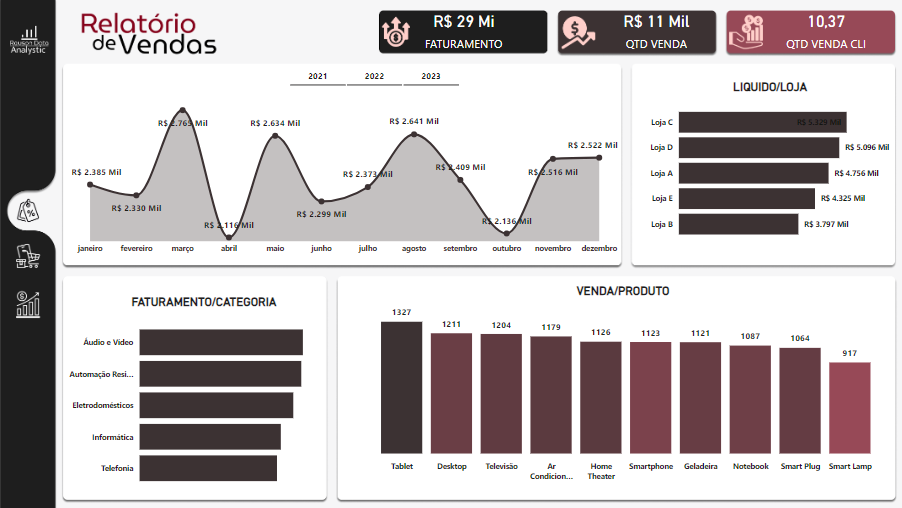 Rauson Data
Analystic
Relatório
de Vendas
R$ 29 Mi
FATURAMENTO
R$ 11 Mil
QTD VENDA
10,37
QTD VENDA CLI
2021 2022 2023
R$ 2.385 Mil
R$ 2.330 Mil
R$ 2.765 Mil
R$ 2.116 Mil
R$ 2.634 Mil
R$ 2.299 Mil
R$ 2.373 Mil
R$ 2.641 Mil
R$ 2.409 Mil
R$ 2.136 Mil
R$ 2.516 Mil
R$ 2.522 Mil
janeiro fevereiro março abril maio junho julho agosto setembro outubro novembro dezembro
LIQUIDO/LOJA
Loja C R$ 5.329 Mil
Loja D R$ 5.096 Mil
Loja A R$ 4.756 Mil
Loja E R$ 4.325 Mil
Loja B R$ 3.797 Mil
FATURAMENTO/CATEGORIA
Áudio e Vídeo
Automação Resi...
Eletrodomésticos
Informática
Telefonia
VENDA/PRODUTO
1327 1211 1204 1179 1126 1123 1121 1087 1064 917
Tablet Desktop Televisão Ar Condicion... Home Theater Smartphone Geladeira Notebook Smart Plug Smart Lamp